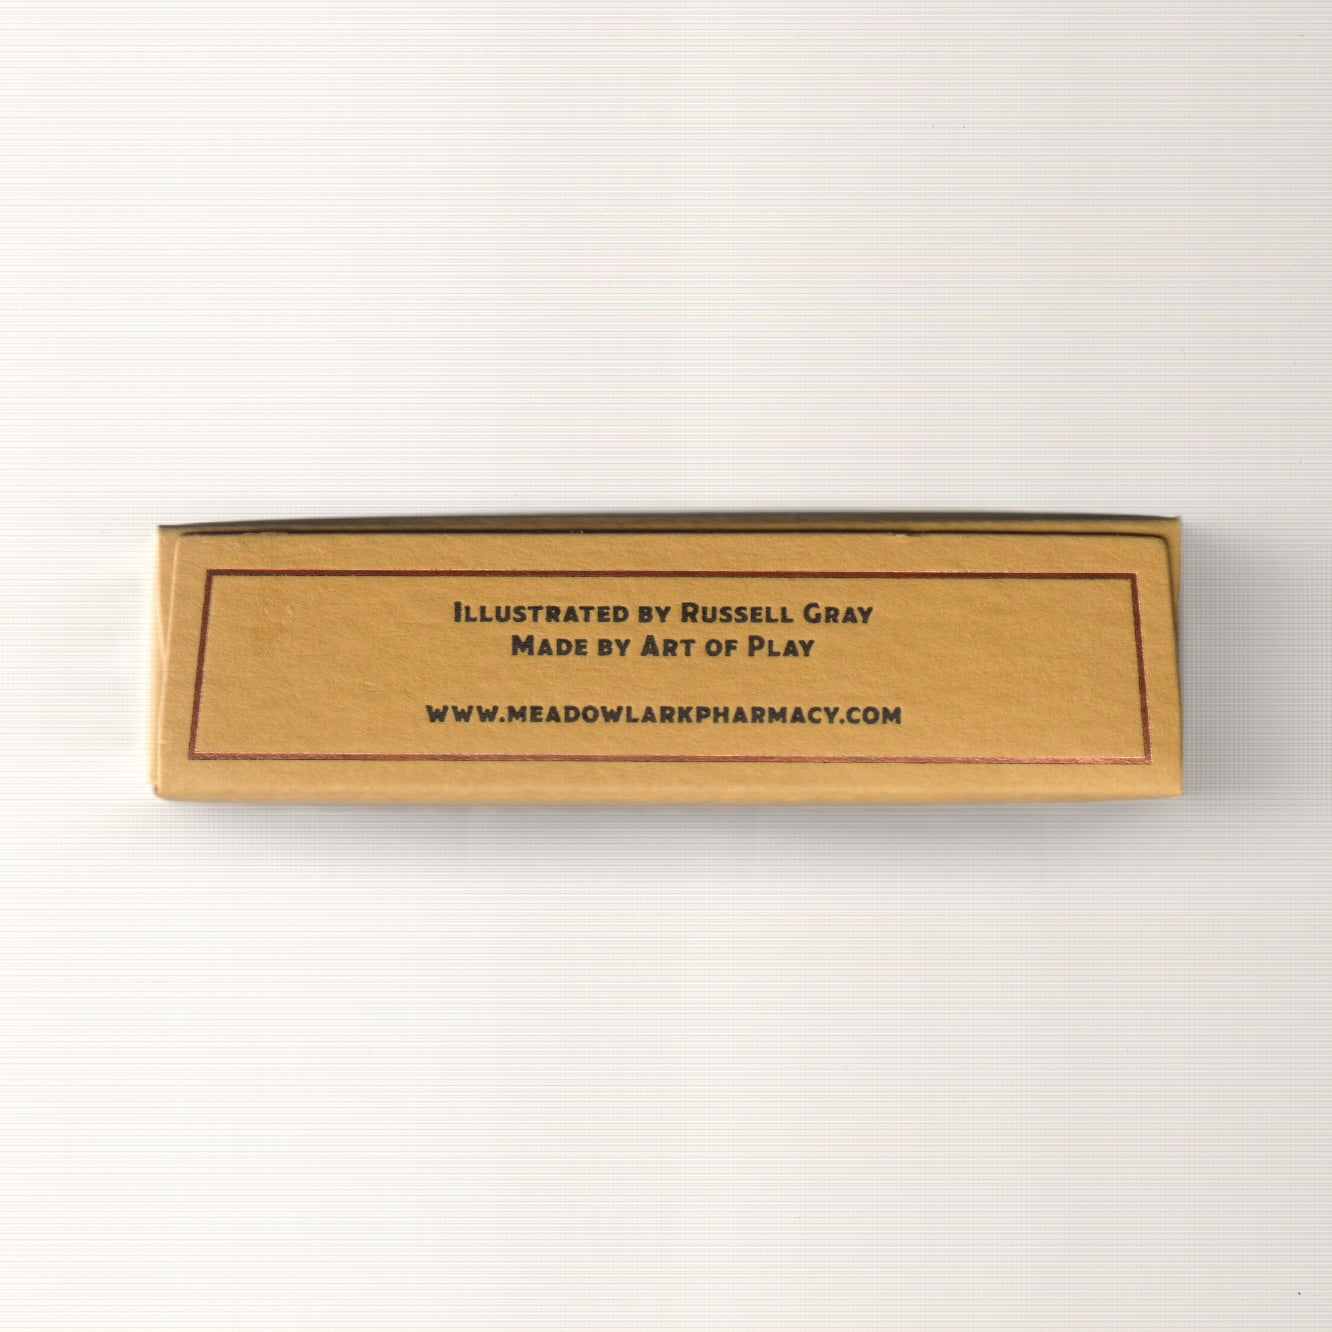 Illustrated by Russell Gray
Made by Art of Play
www.meadowlarkpharmacy.com